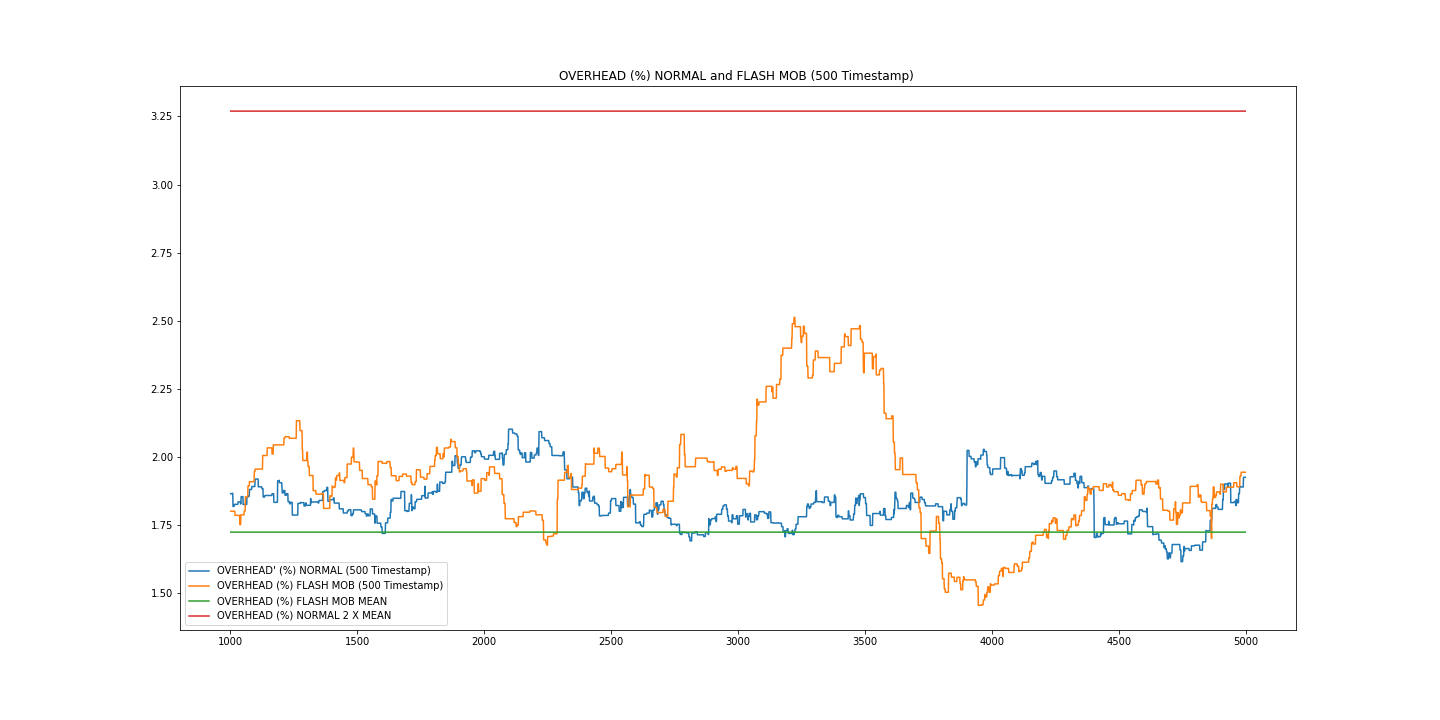 OVERHEAD (%) NORMAL and FLASH MOB (500 Timestamp)
3.25
3.00
2.75
2.50
2.25
2.00
1.75
1.50
OVERHEAD' (%) NORMAL (500 Timestamp)
OVERHEAD (%) FLASH MOB (500 Timestamp)
OVERHEAD (%) FLASH MOB MEAN
OVERHEAD (%) NORMAL 2 X MEAN
1000 1500 2000 2500 3000 3500 4000 4500 5000